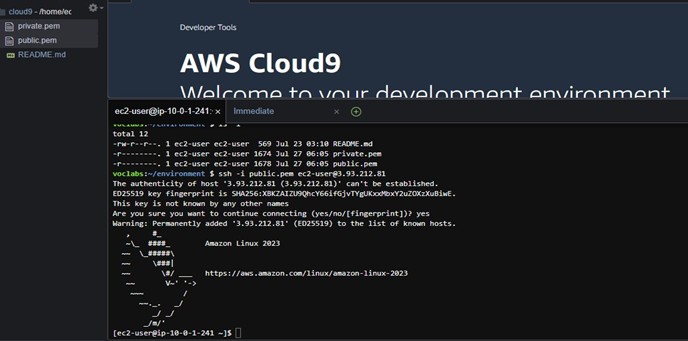 cloud9 - /home/ec
private.pem
public.pem
README.md
Developer Tools
AWS Cloud9
Welcome to your development environment
ec2-user@ip-10-0-1-241:
Immediate
voclabs:~/environment $ ls -l
total 12
-rw-r--r--. 1 ec2-user ec2-user  569 Jul 23 03:10 README.md
-r--------. 1 ec2-user ec2-user 1674 Jul 27 06:05 private.pem
-r--------. 1 ec2-user ec2-user 1678 Jul 27 06:05 public.pem
voclabs:~/environment $ ssh -i public.pem ec2-user@3.93.212.81
The authenticity of host '3.93.212.81 (3.93.212.81)' can't be established.
ED25519 key fingerprint is SHA256:XBKZAIZU9QhcY66ifGjvTYgUKxxMbxY2uZOXzXuBiwE.
This key is not known by any other names
Are you sure you want to continue connecting (yes/no/[fingerprint])? yes
Warning: Permanently added '3.93.212.81' (ED25519) to the list of known hosts.
   ,     #_
   ~\_  ####_        Amazon Linux 2023
  ~~  \_#####\
  ~~     \###|
  ~~       \#/ ___   https://aws.amazon.com/linux/amazon-linux-2023
   ~~       V~' '->
    ~~~         /
      ~~._.   _/
         _/ _/
       _/m/'
[ec2-user@ip-10-0-1-241 ~]$